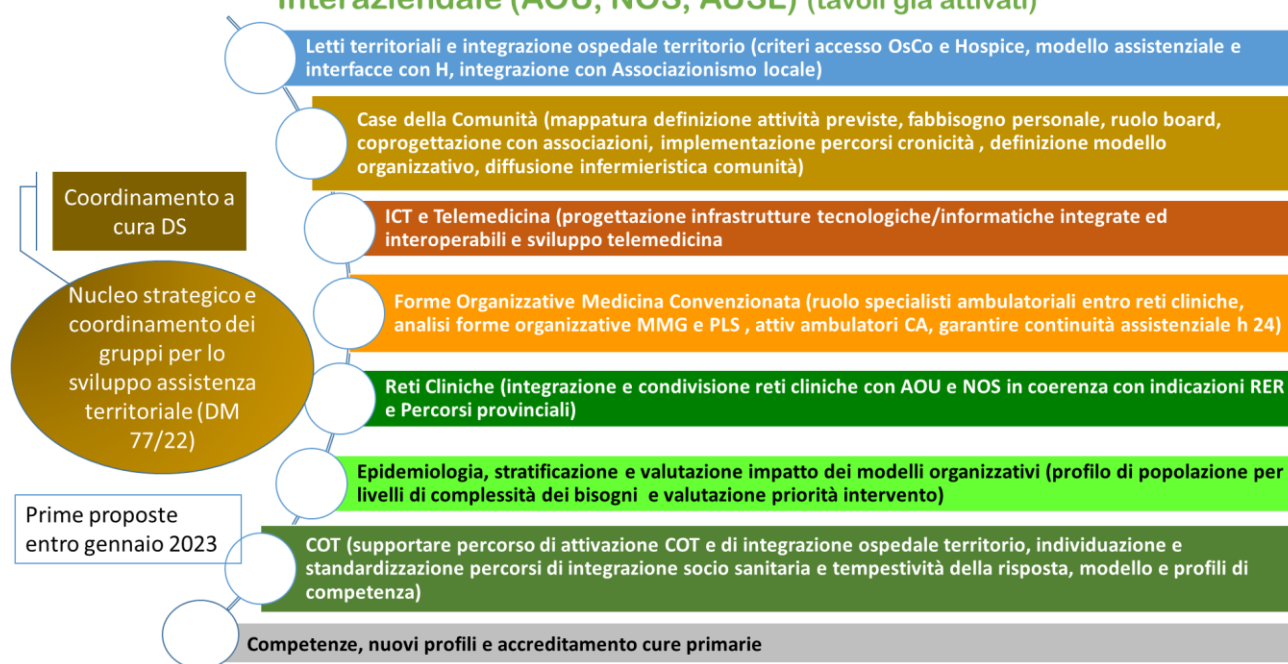 Interaziendale (AOU, NOS, AUSL) (tavoli già attivati)
Letti territoriali e integrazione ospedale territorio (criteri accesso OsCo e Hospice, modello assistenziale e
interfacce con H, integrazione con Associazionismo locale)
Case della Comunità (mappatura definizione attività previste, fabbisogno personale, ruolo board,
coprogettazione con associazioni, implementazione percorsi cronicità , definizione modello
organizzativo, diffusione infermieristica comunità)
Coordinamento a
cura DS
ICT e Telemedicina (progettazione infrastrutture tecnologiche/informatiche integrate ed
interoperabili e sviluppo telemedicina
Nucleo strategico e
coordinamento dei
gruppi per lo
sviluppo assistenza
territoriale (DM
77/22)
Forme Organizzative Medicina Convenzionata (ruolo specialisti ambulatoriali entro reti cliniche,
analisi forme organizzative MMG e PLS , attiv ambulatori CA, garantire continuità assistenziale h 24)
Reti Cliniche (integrazione e condivisione reti cliniche con AOU e NOS in coerenza con indicazioni RER
e Percorsi provinciali)
Epidemiologia, stratificazione e valutazione impatto dei modelli organizzativi (profilo di popolazione per
livelli di complessità dei bisogni e valutazione priorità intervento)
Prime proposte
entro gennaio 2023
COT (supportare percorso di attivazione COT e di integrazione ospedale territorio, individuazione e
standardizzazione percorsi di integrazione socio sanitaria e tempestività della risposta, modello e profili di
competenza)
Competenze, nuovi profili e accreditamento cure primarie